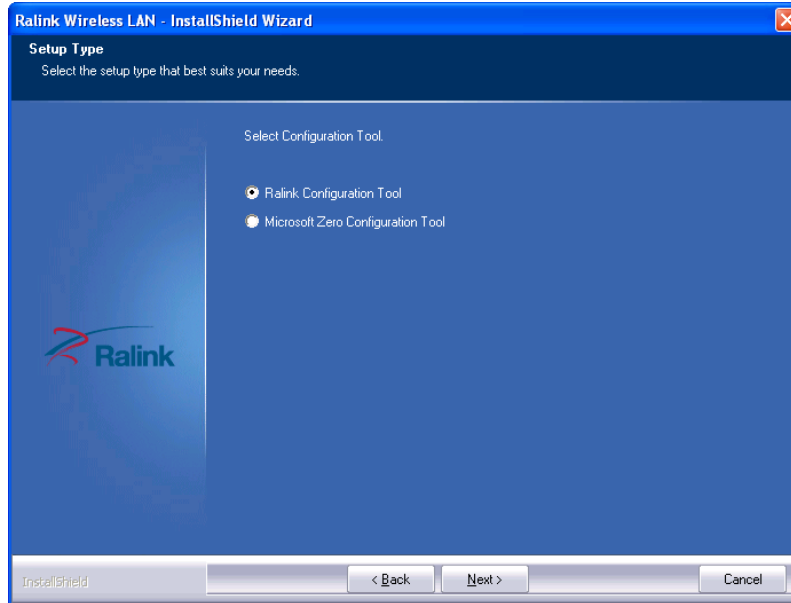 Ralink Wireless LAN - InstallShield Wizard
Setup Type
Select the setup type that best suits your needs.
Select Configuration Tool.
Ralink Configuration Tool
Microsoft Zero Configuration Tool
Ralink
InstallShield
< Back
Next >
Cancel